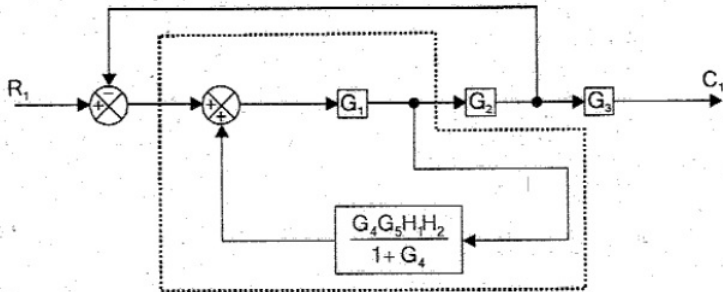 R₁
+
−
+
+
G₁
G₂
G₃
C₁
G₄G₅H₁H₂
1 + G₄